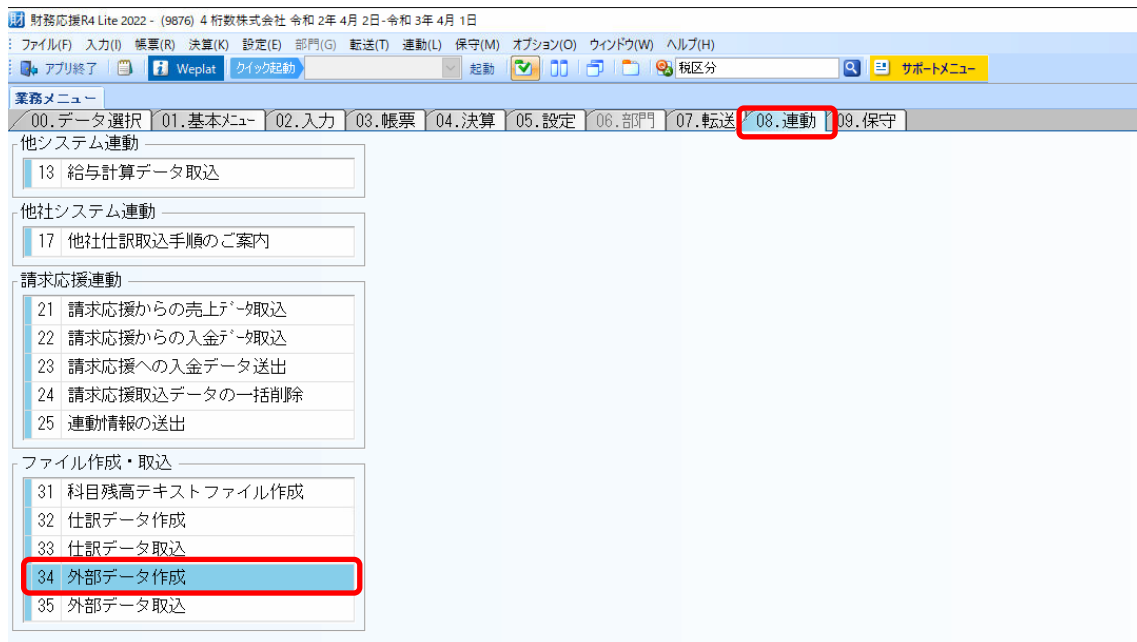 財務応援R4 Lite 2022 - (9876) 4 桁数株式会社 令和 2年 4月 2日-令和 3年 4月 1日
ファイル(F) 入力(I) 帳票(R) 決算(K) 設定(E) 部門(G) 転送(T) 連動(L) 保守(M) オプション(O) ウィンドウ(W) ヘルプ(H)
アプリ終了 Weplat クイック起動 起動 税区分 サポートメニュー
業務メニュー
00.データ選択 01.基本メニュー 02.入力 03.帳票 04.決算 05.設定 06.部門 07.転送 08.連動 09.保守
他システム連動
13 給与計算データ取込
他社システム連動
17 他社仕訳取込手順のご案内
請求応援連動
21 請求応援からの売上データ取込
22 請求応援からの入金データ取込
23 請求応援への入金データ送出
24 請求応援取込データの一括削除
25 連動情報の送出
ファイル作成・取込
31 科目残高テキストファイル作成
32 仕訳データ作成
33 仕訳データ取込
34 外部データ作成
35 外部データ取込